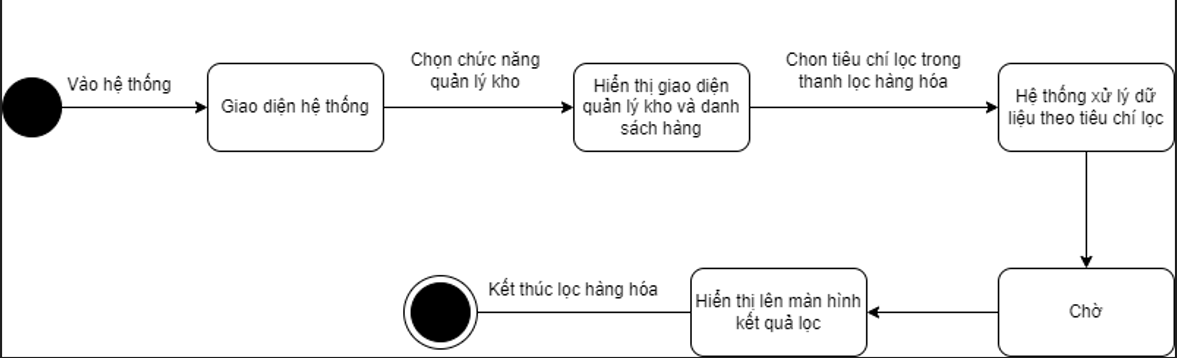 Vào hệ thống
Giao diện hệ thống
Chọn chức năng
quản lý kho
Hiển thị giao diện
quản lý kho và danh
sách hàng
Chon tiêu chí lọc trong
thanh lọc hàng hóa
Hệ thống xử lý dữ
liệu theo tiêu chí lọc
Chờ
Hiển thị lên màn hình
kết quả lọc
Kết thúc lọc hàng hóa